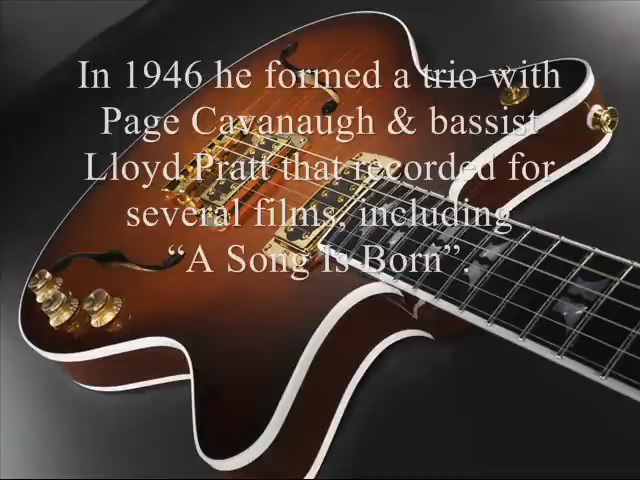 In 1946 he formed a trio with
Page Cavanaugh & bassist
Lloyd Pratt that recorded for
several films, including
“A Song Is Born”.